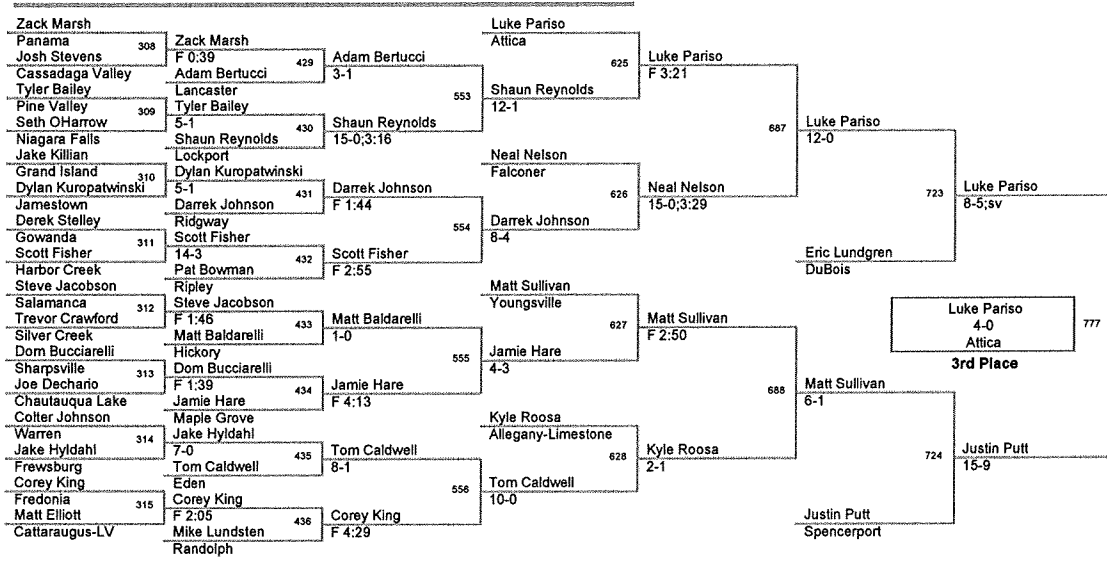 Zack Marsh
Panama
308
Josh Stevens
Cassadaga Valley
Tyler Bailey
Pine Valley
309
Seth OHarrow
Niagara Falls
Jake Killian
Grand Island
310
Dylan Kuropatwinski
Jamestown
Derek Stelley
Gowanda
311
Scott Fisher
Harbor Creek
Steve Jacobson
Salamanca
312
Trevor Crawford
Silver Creek
Dom Bucciarelli
Sharpsville
313
Joe Dechario
Chautauqua Lake
Colter Johnson
Warren
314
Jake Hyldahl
Frewsburg
Corey King
Fredonia
315
Matt Elliott
Cattaraugus-LV
Zack Marsh
F 0:39
429
Adam Bertucci
Lancaster
Tyler Bailey
5-1
430
Shaun Reynolds
Lockport
Dylan Kuropatwinski
5-1
431
Darrek Johnson
Ridgway
Scott Fisher
14-3
432
Pat Bowman
Ripley
Steve Jacobson
F 1:46
433
Matt Baldarelli
Hickory
Dom Bucciarelli
F 1:39
434
Jamie Hare
Maple Grove
Jake Hyldahl
7-0
435
Tom Caldwell
Eden
Corey King
F 2:05
436
Mike Lundsten
Randolph
Adam Bertucci
3-1
553
Shaun Reynolds
15-0;3:16
Darrek Johnson
F 1:44
554
Scott Fisher
F 2:55
Matt Baldarelli
1-0
555
Jamie Hare
F 4:13
Tom Caldwell
8-1
556
Corey King
F 4:29
Luke Pariso
Attica
625
Shaun Reynolds
12-1
Neal Nelson
Falconer
626
Darrek Johnson
8-4
Matt Sullivan
Youngsville
627
Jamie Hare
4-3
Kyle Roosa
Allegany-Limestone
628
Tom Caldwell
10-0
Luke Pariso
F 3:21
687
Neal Nelson
15-0;3:29
Matt Sullivan
F 2:50
688
Kyle Roosa
2-1
Luke Pariso
12-0
723
Eric Lundgren
DuBois
Matt Sullivan
6-1
724
Justin Putt
Spencerport
Luke Pariso
8-5;sv
Luke Pariso
4-0
Attica
777
3rd Place
Justin Putt
15-9